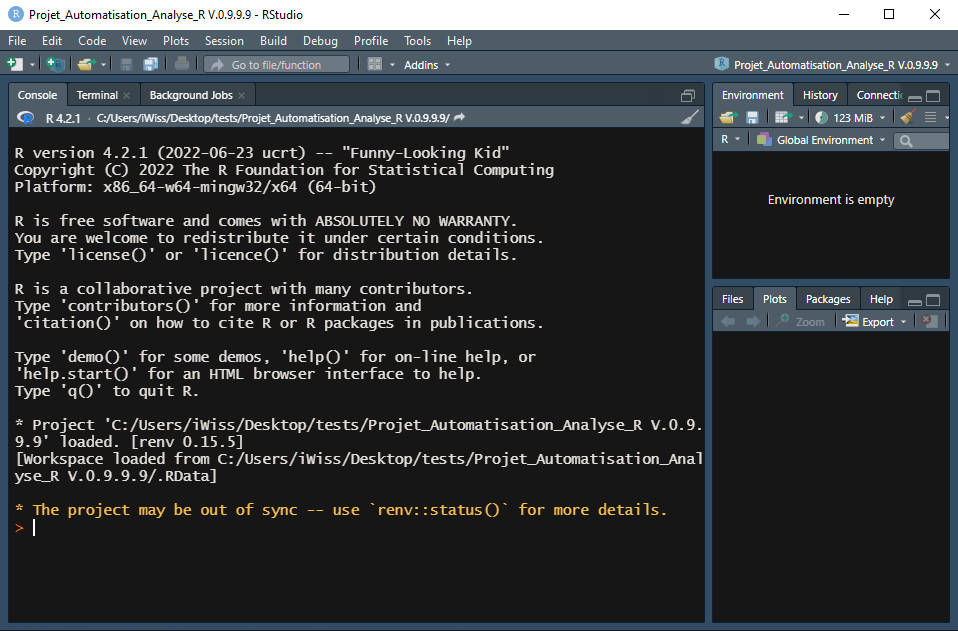 Projet_Automatisation_Analyse_R V.0.9.9.9 - RStudio
File Edit Code View Plots Session Build Debug Profile Tools Help
Go to file/function Addins Projet_Automatisation_Analyse_R V.0.9.9.9
Console Terminal Background Jobs
R 4.2.1 · C:/Users/iWiss/Desktop/tests/Projet_Automatisation_Analyse_R V.0.9.9.9/
R version 4.2.1 (2022-06-23 ucrt) -- "Funny-Looking Kid"
Copyright (C) 2022 The R Foundation for Statistical Computing
Platform: x86_64-w64-mingw32/x64 (64-bit)
R is free software and comes with ABSOLUTELY NO WARRANTY.
You are welcome to redistribute it under certain conditions.
Type 'license()' or 'licence()' for distribution details.
R is a collaborative project with many contributors.
Type 'contributors()' for more information and
'citation()' on how to cite R or R packages in publications.
Type 'demo()' for some demos, 'help()' for on-line help, or
'help.start()' for an HTML browser interface to help.
Type 'q()' to quit R.
* Project 'C:/Users/iWiss/Desktop/tests/Projet_Automatisation_Analyse_R V.0.9.
9.9' loaded. [renv 0.15.5]
[Workspace loaded from C:/Users/iWiss/Desktop/tests/Projet_Automatisation_Anal
yse_R V.0.9.9.9/.RData]
* The project may be out of sync -- use `renv::status()` for more details.
>
Environment History Connecti
123 MiB
R Global Environment
Environment is empty
Files Plots Packages Help
Zoom Export